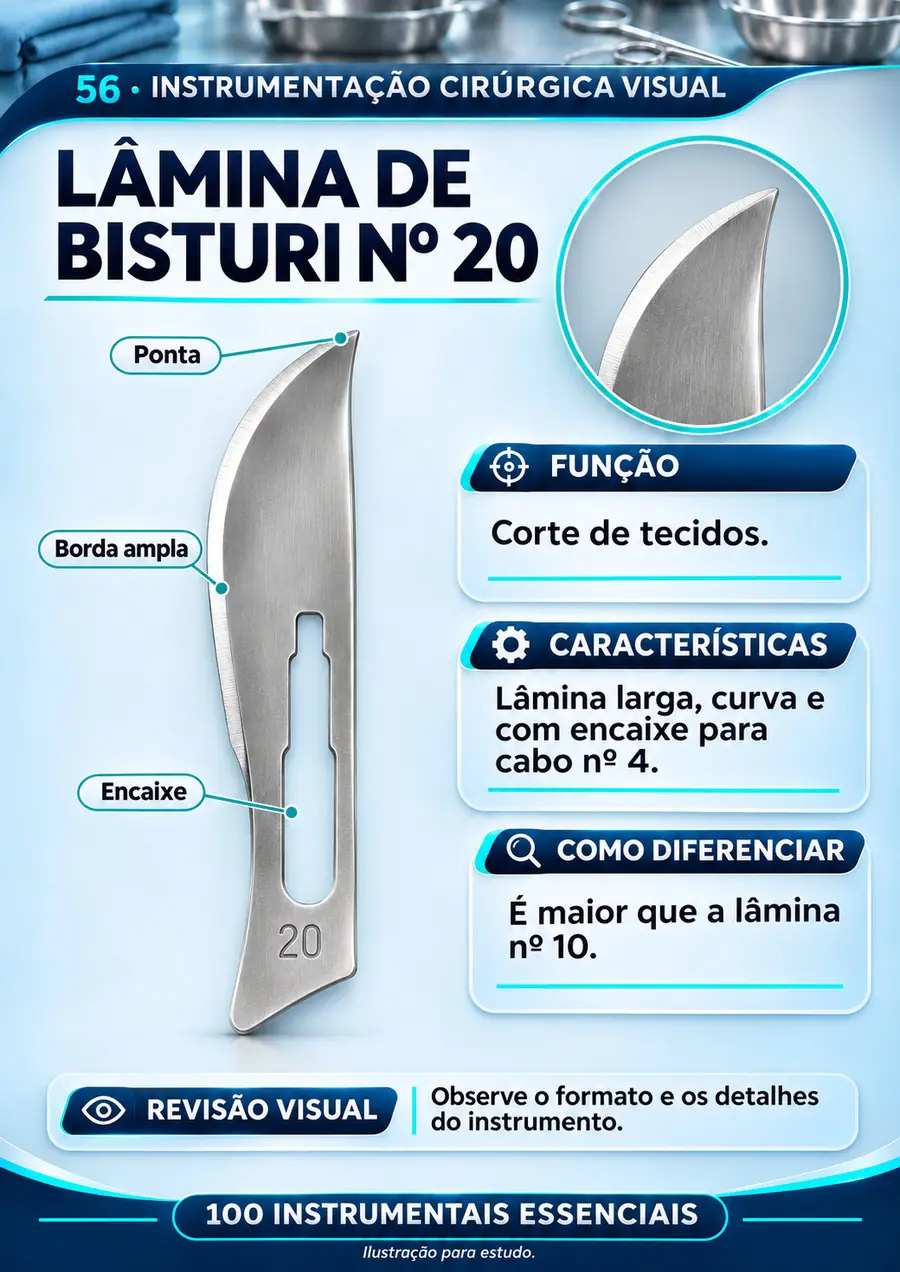 56 · INSTRUMENTAÇÃO CIRÚRGICA VISUAL
LÂMINA DE
BISTURI Nº 20
Ponta
Borda ampla
Encaixe
20
FUNÇÃO
Corte de tecidos.
CARACTERÍSTICAS
Lâmina larga, curva e
com encaixe para
cabo nº 4.
COMO DIFERENCIAR
É maior que a lâmina
nº 10.
REVISÃO VISUAL
Observe o formato e os detalhes
do instrumento.
100 INSTRUMENTAIS ESSENCIAIS
Ilustração para estudo.